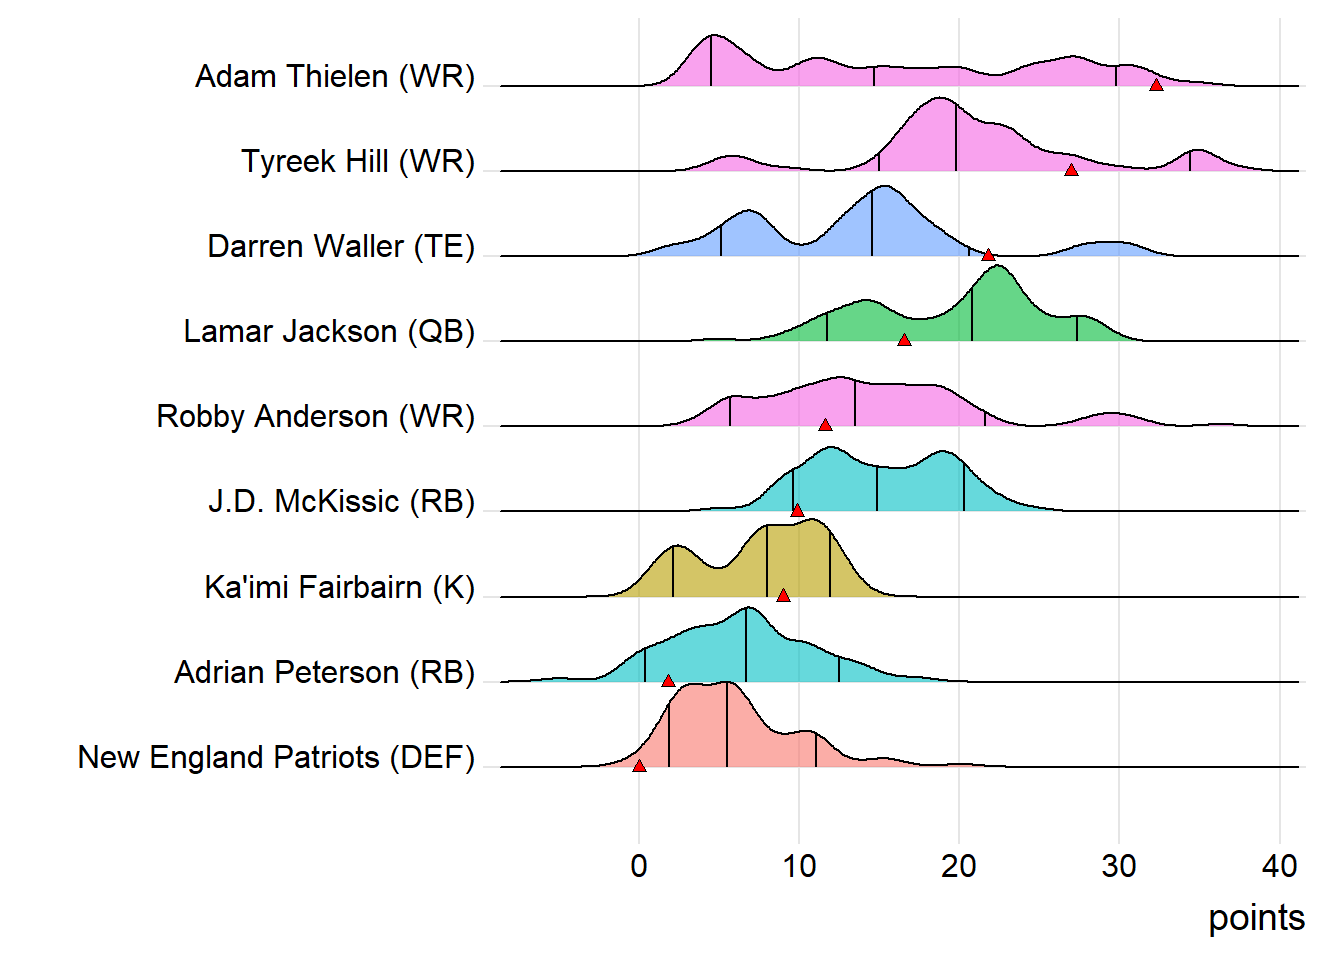 Adam Thielen (WR)
Tyreek Hill (WR)
Darren Waller (TE)
Lamar Jackson (QB)
Robby Anderson (WR)
J.D. McKissic (RB)
Ka'imi Fairbairn (K)
Adrian Peterson (RB)
New England Patriots (DEF)
0 10 20 30 40
points